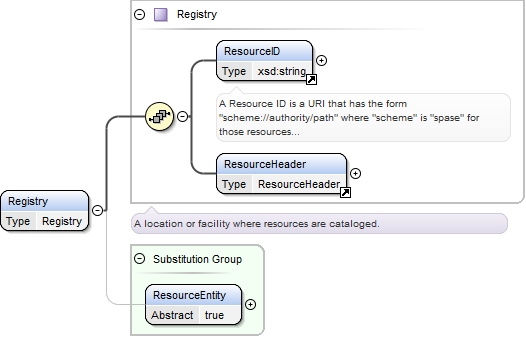 Registry
ResourceID
Type xsd:string
A Resource ID is a URI that has the form
"scheme://authority/path" where "scheme" is "spase" for
those resources...
ResourceHeader
Type ResourceHeader
Registry
Type Registry
A location or facility where resources are cataloged.
Substitution Group
ResourceEntity
Abstract true